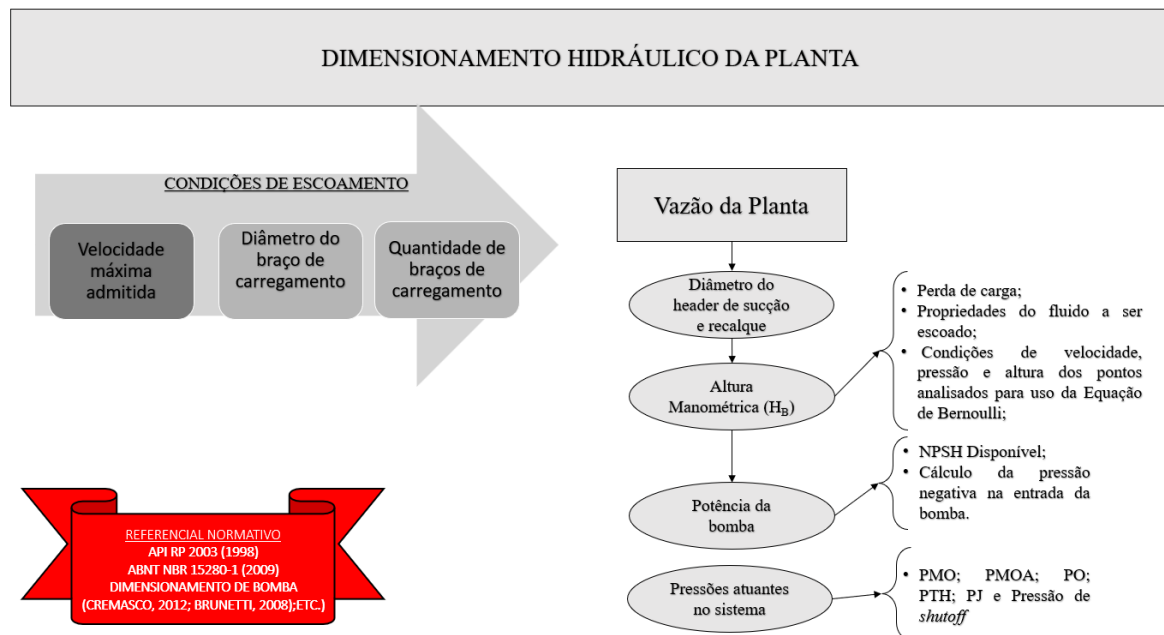 DIMENSIONAMENTO HIDRÁULICO DA PLANTA
CONDIÇÕES DE ESCOAMENTO
Velocidade
máxima
admitida
Diâmetro do
braço de
carregamento
Quantidade de
braços de
carregamento
Vazão da Planta
Diâmetro do
header de sucção
e recalque
Altura
Manométrica (H_B)
Potência da
bomba
Pressões atuantes
no sistema
• Perda de carga;
• Propriedades do fluido a ser
escoado;
• Condições de velocidade,
pressão e altura dos pontos
analisados para uso da Equação
de Bernoulli;
• NPSH Disponível;
• Cálculo da pressão
negativa na entrada da
bomba.
• PMO; PMOA; PO;
PTH; PJ e Pressão de
shutoff
REFERENCIAL NORMATIVO
API RP 2003 (1998)
ABNT NBR 15280-1 (2009)
DIMENSIONAMENTO DE BOMBA
(CREMASCO, 2012; BRUNETTI, 2008);ETC.)